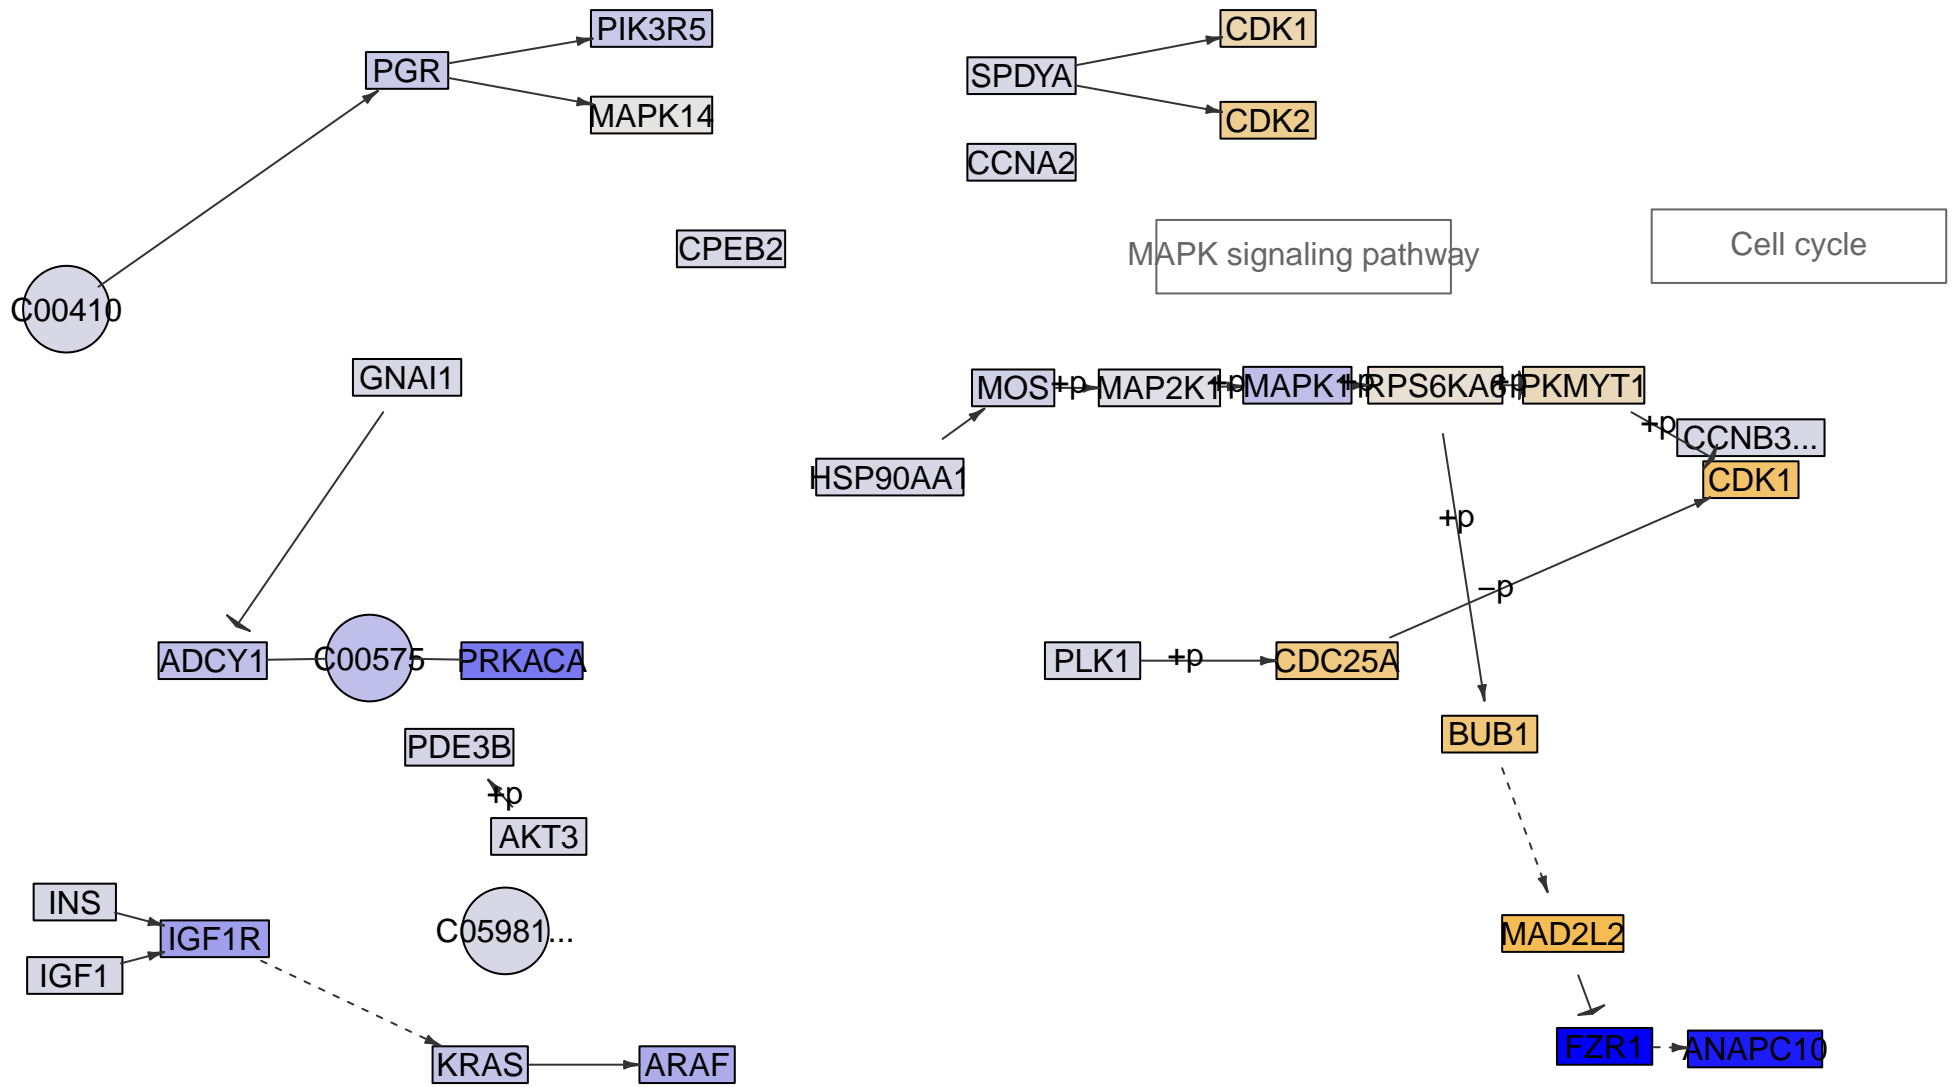 PIK3R5
CDK1
PGR
SPDYA
MAPK14
CDK2
CCNA2
CPEB2
MAPK signaling pathway
Cell cycle
C00410
GNAI1
MOS
+p
MAP2K1
+p
MAPK1
+p
RPS6KA6
+p
PKMYT1
+p
CCNB3...
HSP90AA1
CDK1
+p
−p
ADCY1
C00575
PRKACA
PLK1
+p
CDC25A
BUB1
PDE3B
+p
AKT3
INS
IGF1R
C05981...
MAD2L2
IGF1
FZR1
ANAPC10
KRAS
ARAF